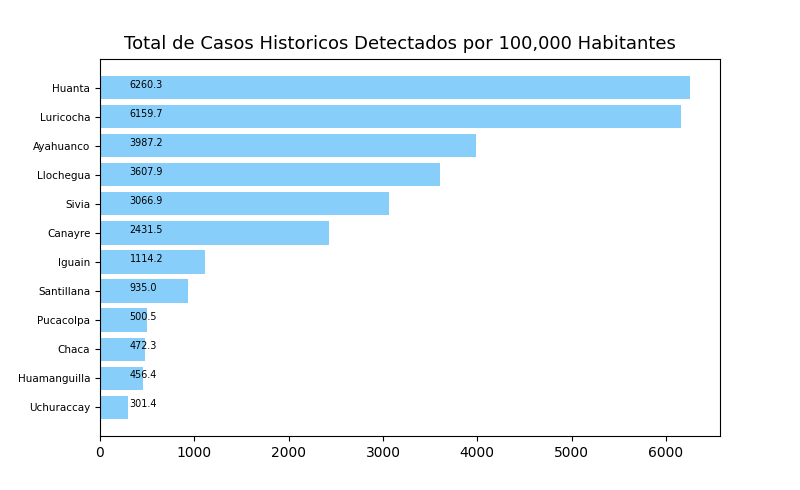 Total de Casos Historicos Detectados por 100,000 Habitantes
Huanta 6260.3
Luricocha 6159.7
Ayahuanco 3987.2
Llochegua 3607.9
Sivia 3066.9
Canayre 2431.5
Iguain 1114.2
Santillana 935.0
Pucacolpa 500.5
Chaca 472.3
Huamanguilla 456.4
Uchuraccay 301.4
0 1000 2000 3000 4000 5000 6000